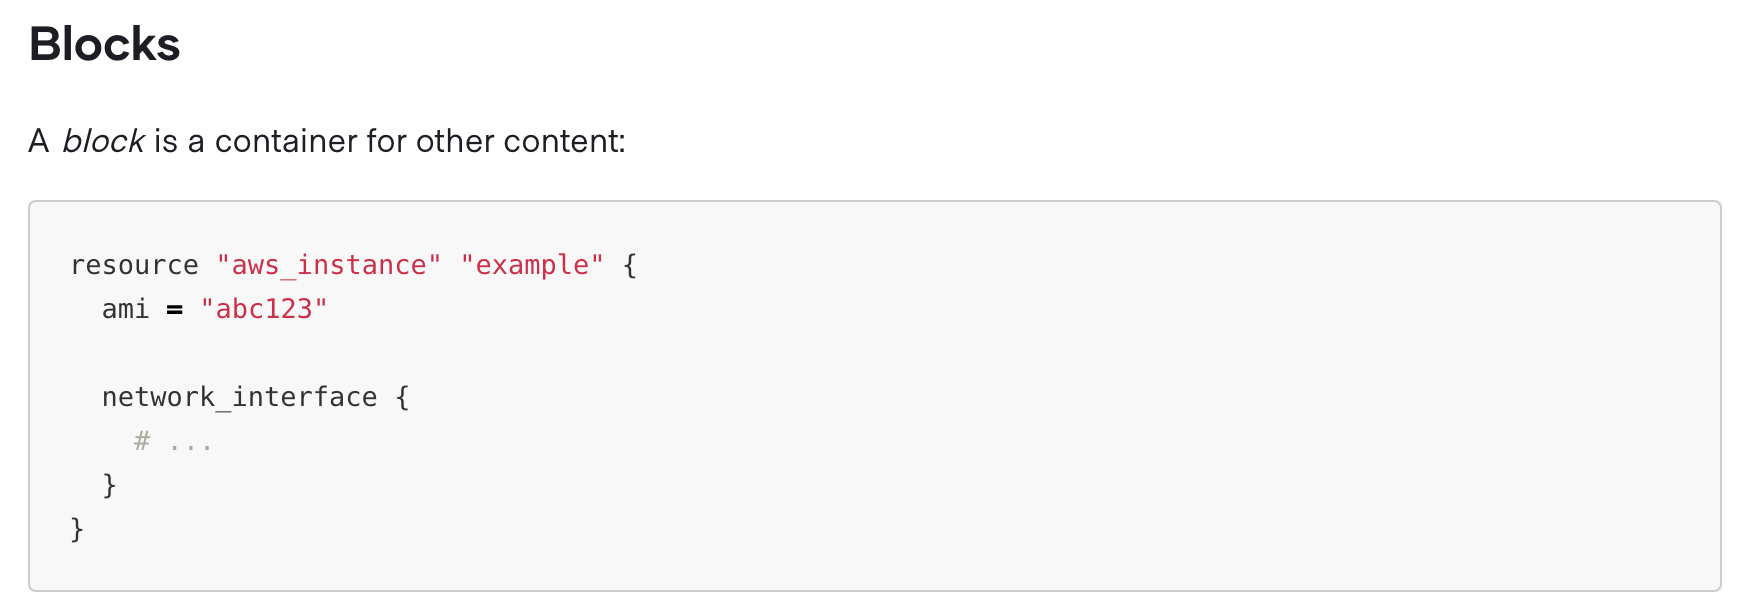 Blocks
A block is a container for other content:
resource "aws_instance" "example" {
  ami = "abc123"

  network_interface {
    # ...
  }
}